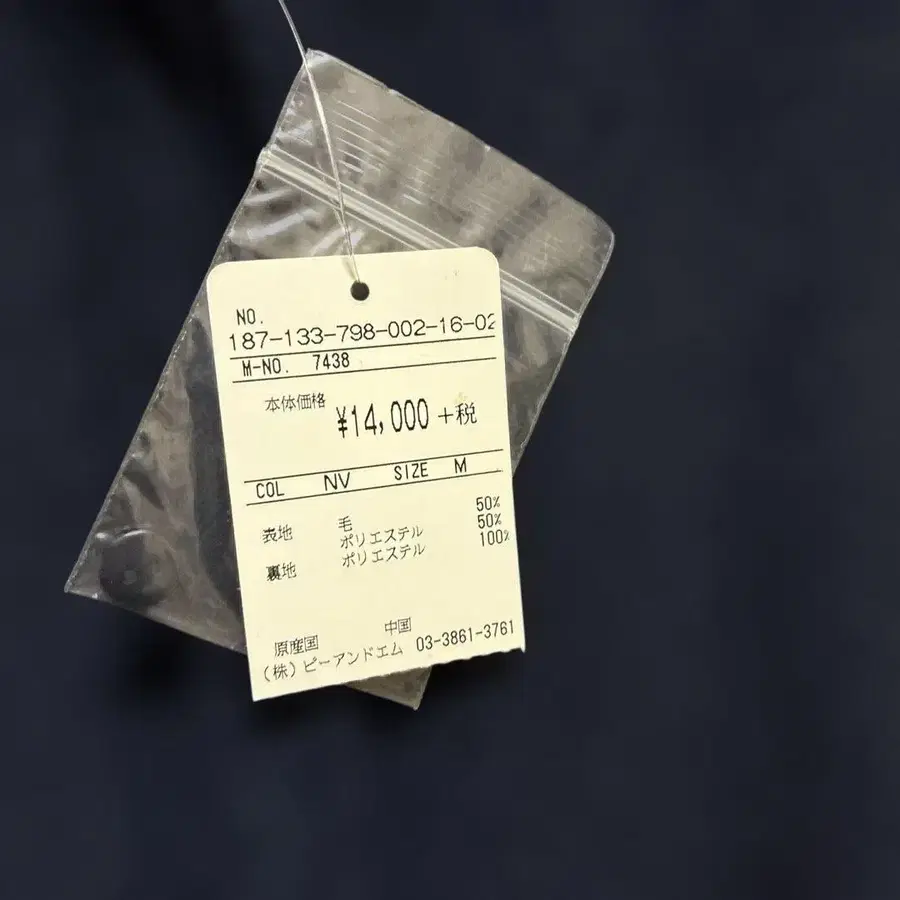 NO.
187-133-798-002-16-02
M-NO. 7438
本体価格 ¥14,000 +税
COL NV SIZE M
表地 毛 50%
ポリエステル 50%
裏地 ポリエステル 100%
原産国 中国
(株)ピーアンドエム 03-3861-3761